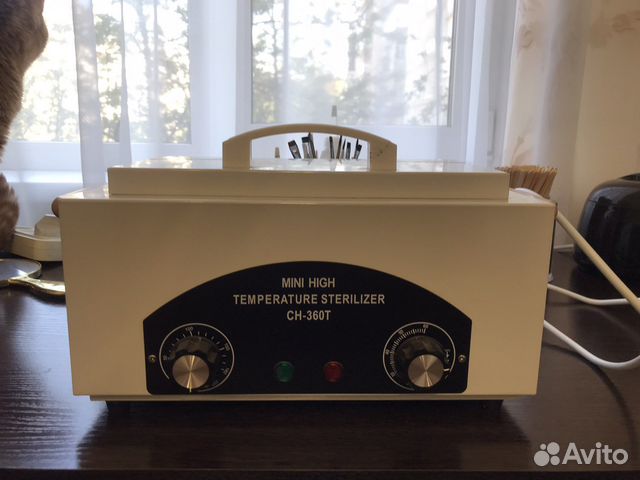 MINI HIGH
TEMPERATURE STERILIZER
CH-360T
Avito